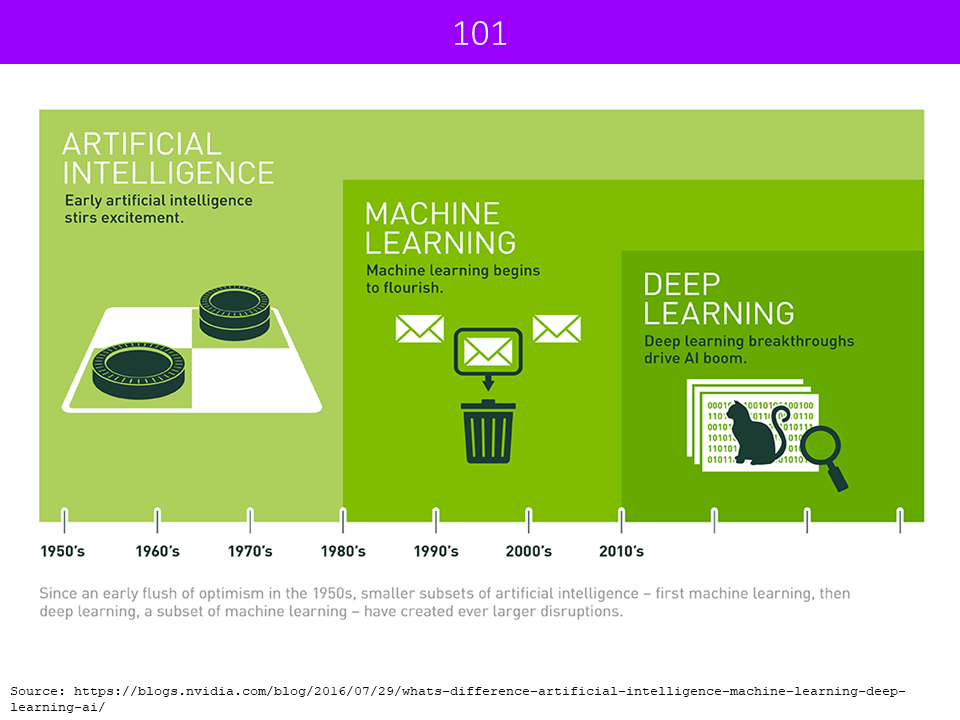 101
ARTIFICIAL
INTELLIGENCE
Early artificial intelligence
stirs excitement.
MACHINE
LEARNING
Machine learning begins
to flourish.
DEEP
LEARNING
Deep learning breakthroughs
drive AI boom.
1950's 1960's 1970's 1980's 1990's 2000's 2010's
Since an early flush of optimism in the 1950s, smaller subsets of artificial intelligence – first machine learning, then
deep learning, a subset of machine learning – have created ever larger disruptions.
Source: https://blogs.nvidia.com/blog/2016/07/29/whats-difference-artificial-intelligence-machine-learning-deep-
learning-ai/